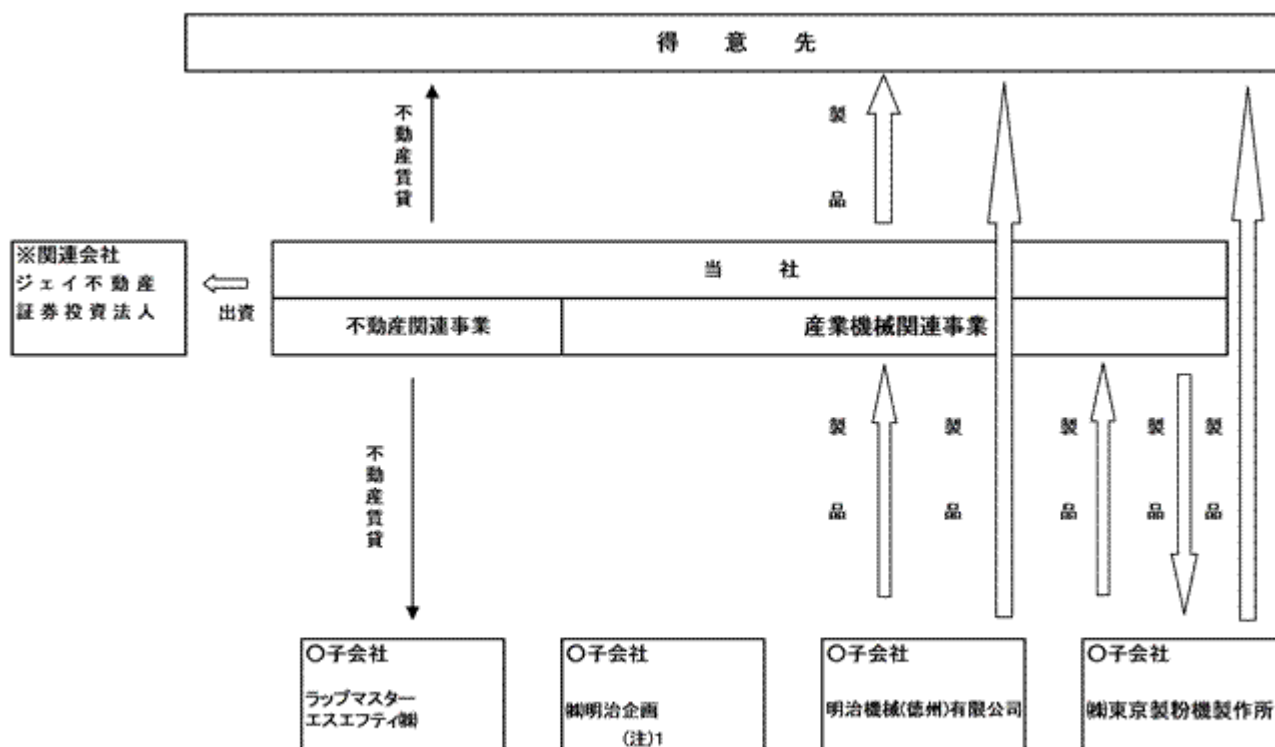 得意先
不動産賃貸
製品
※関連会社
ジェイ不動産
証券投資法人
出資
当社
不動産関連事業
産業機械関連事業
不動産賃貸
製品
製品
製品
製品
製品
〇子会社
ラップマスター
エスエフティ㈱
〇子会社
㈱明治企画
(注)1
〇子会社
明治機械(徳州)有限公司
〇子会社
㈱東京製粉機製作所